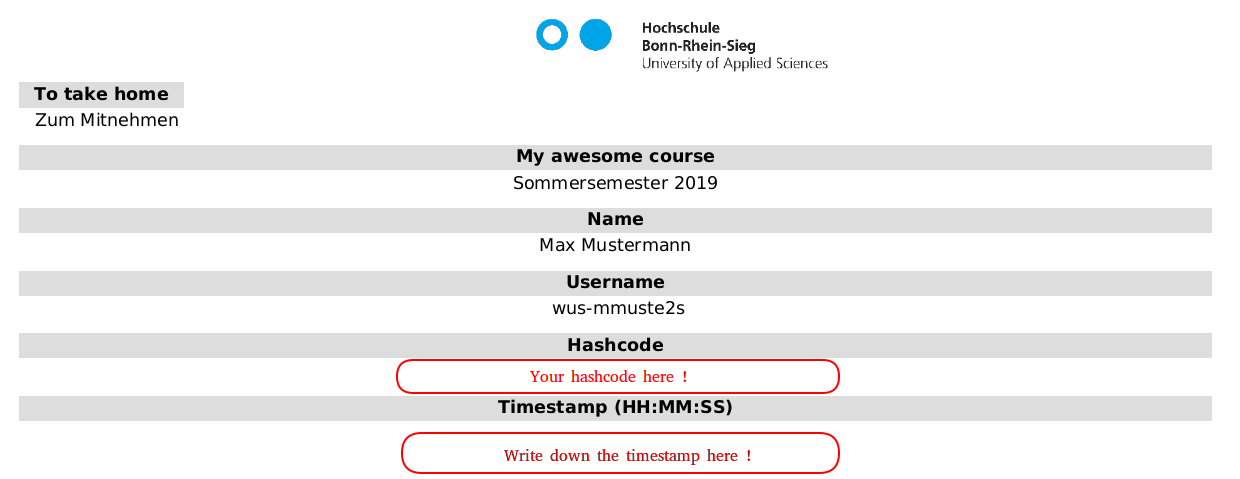 Hochschule
Bonn-Rhein-Sieg
University of Applied Sciences
To take home
Zum Mitnehmen
My awesome course
Sommersemester 2019
Name
Max Mustermann
Username
wus-mmuste2s
Hashcode
Your hashcode here !
Timestamp (HH:MM:SS)
Write down the timestamp here !